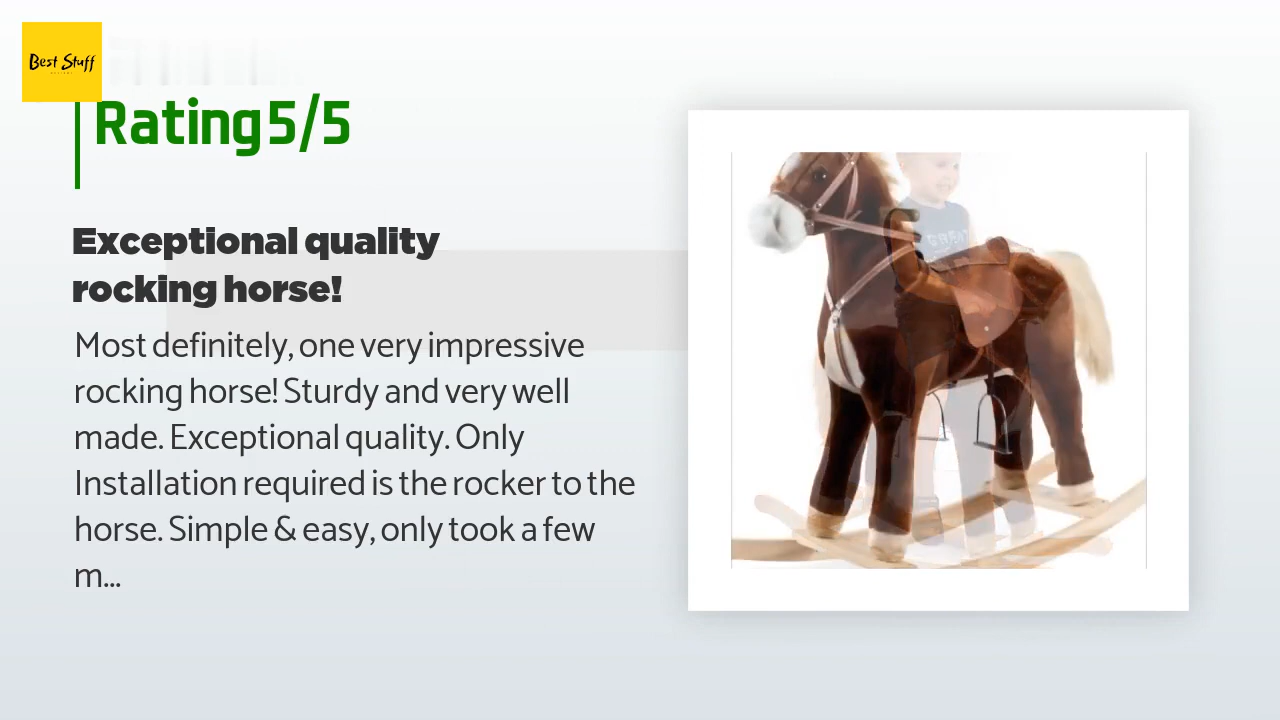 Best Stuff
Rating 5/5
Exceptional quality
rocking horse!
Most definitely, one very impressive
rocking horse! Sturdy and very well
made. Exceptional quality. Only
Installation required is the rocker to the
horse. Simple & easy, only took a few
m...
GREAT